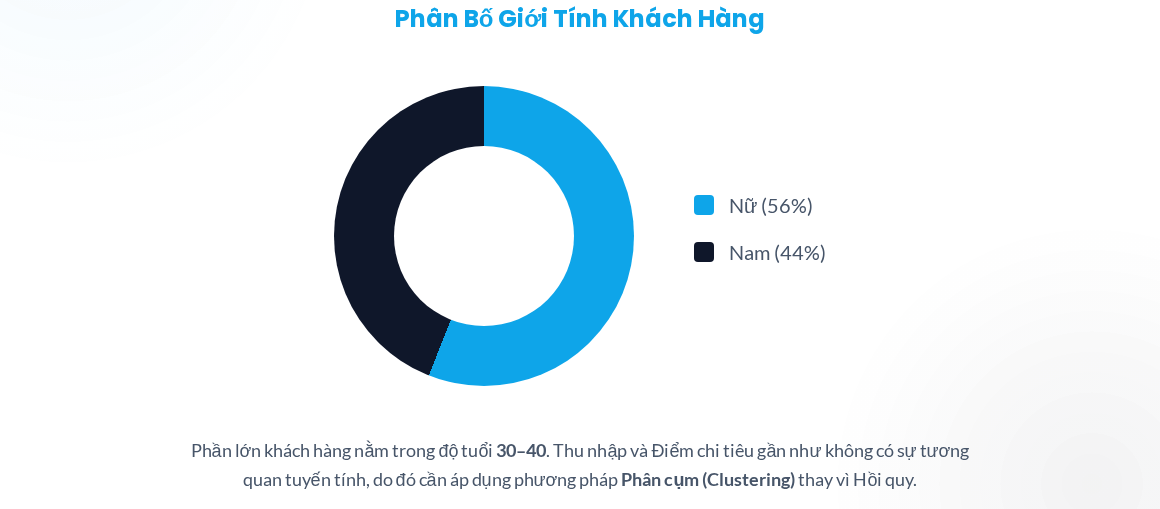 Phân Bố Giới Tính Khách Hàng
Nữ (56%)
Nam (44%)
Phần lớn khách hàng nằm trong độ tuổi 30–40. Thu nhập và Điểm chi tiêu gần như không có sự tương
quan tuyến tính, do đó cần áp dụng phương pháp Phân cụm (Clustering) thay vì Hồi quy.